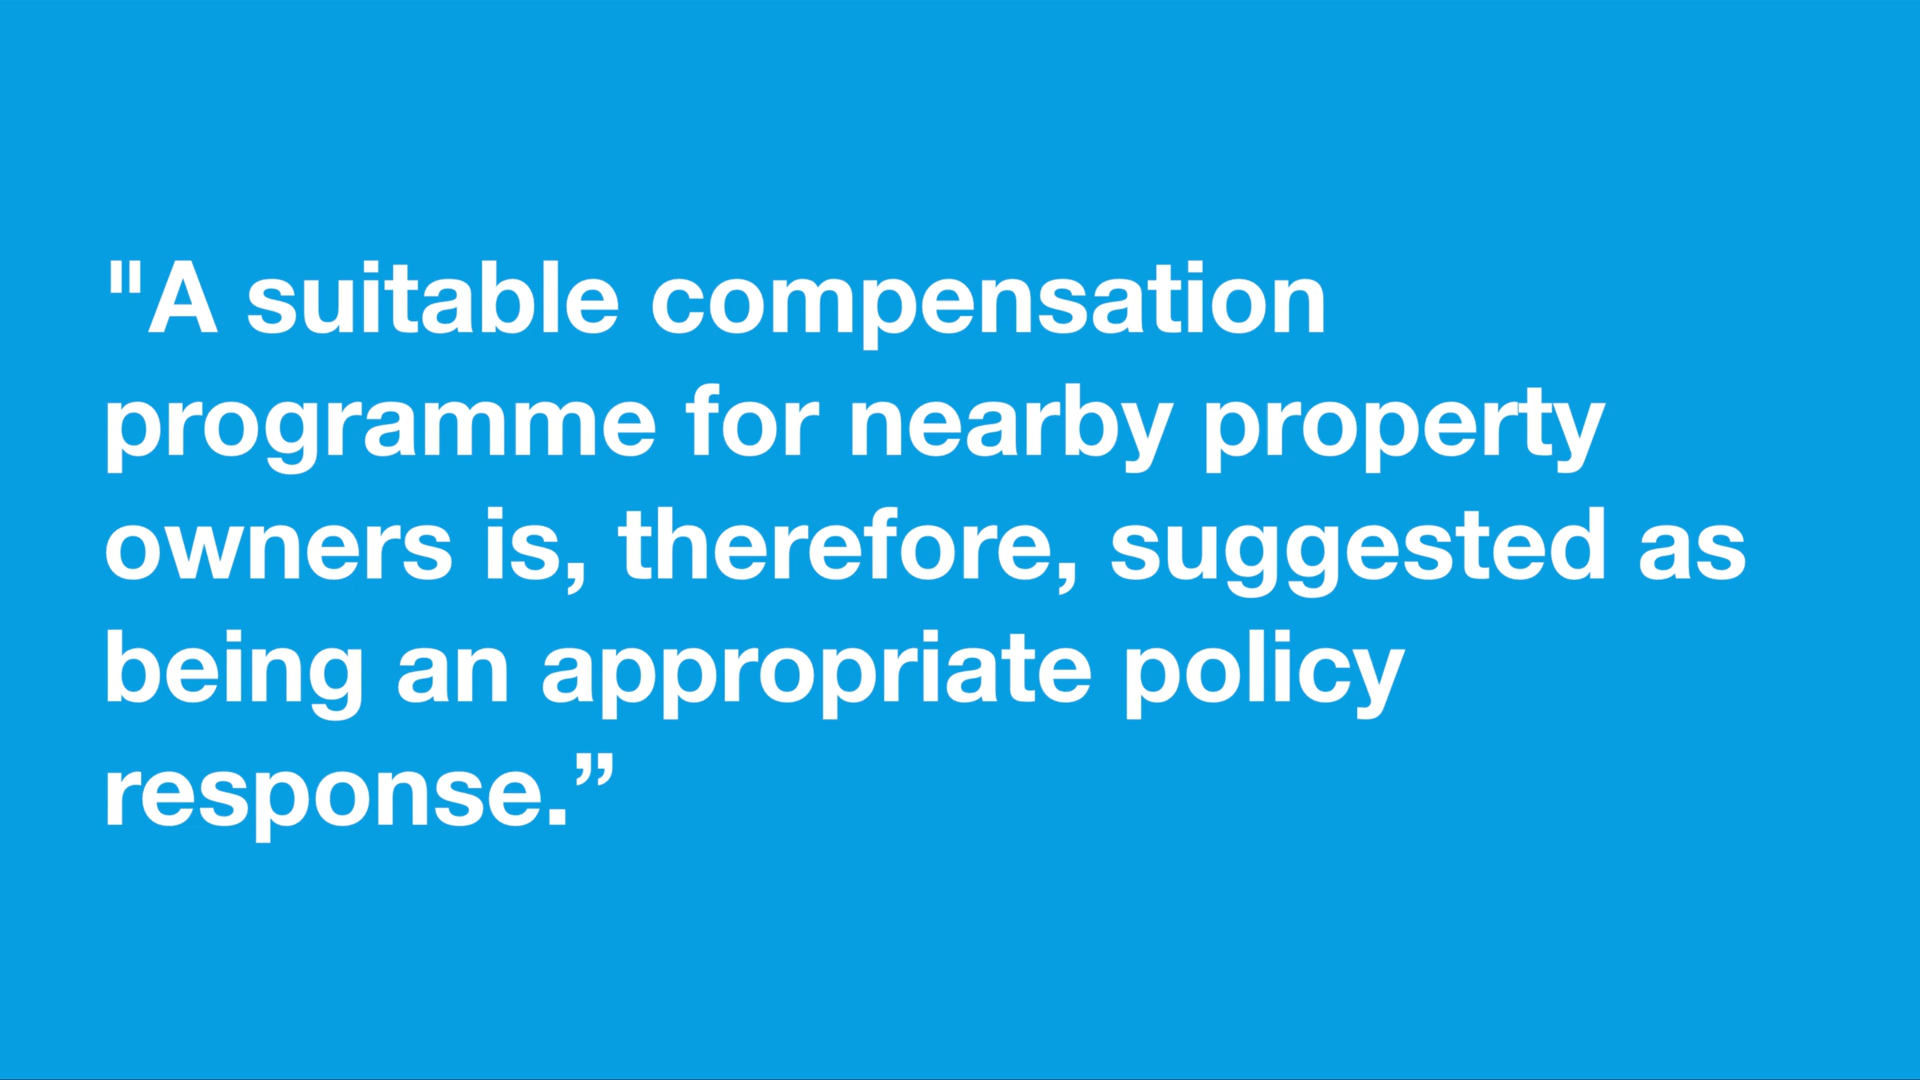 "A suitable compensation
programme for nearby property
owners is, therefore, suggested as
being an appropriate policy
response.”